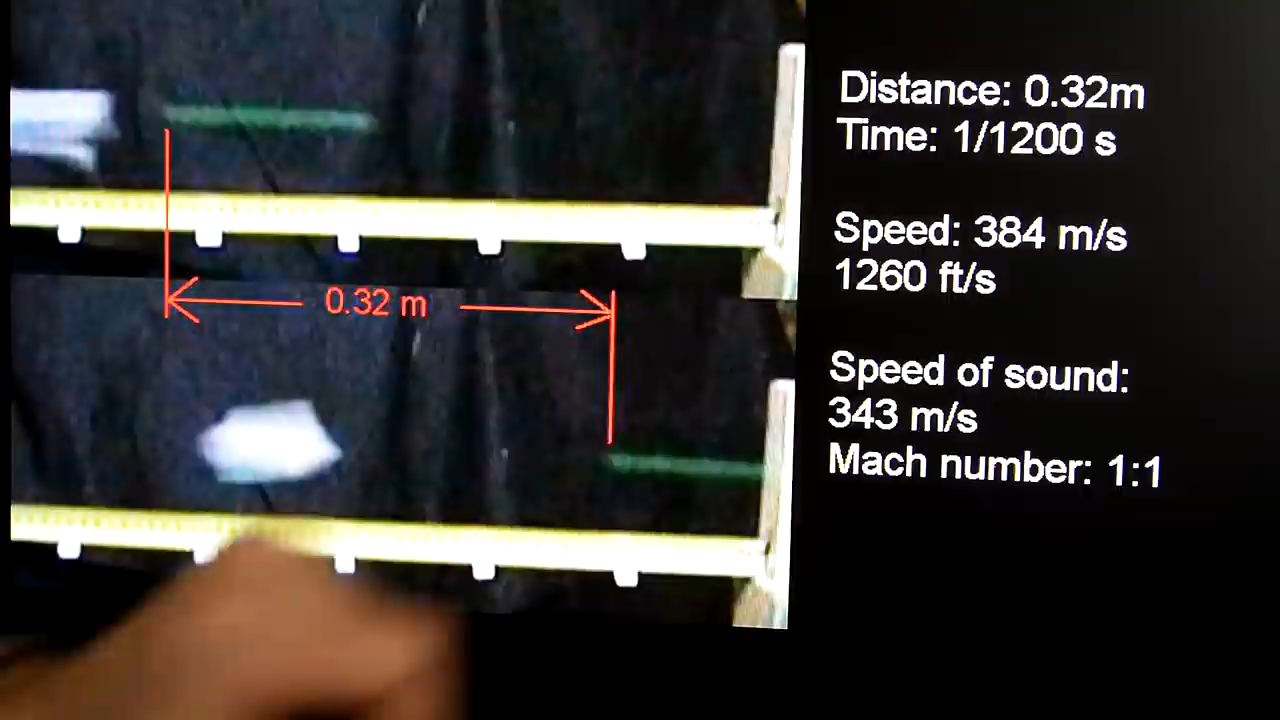 Distance: 0.32m
Time: 1/1200 s
Speed: 384 m/s
1260 ft/s
0.32 m
Speed of sound:
343 m/s
Mach number: 1:1